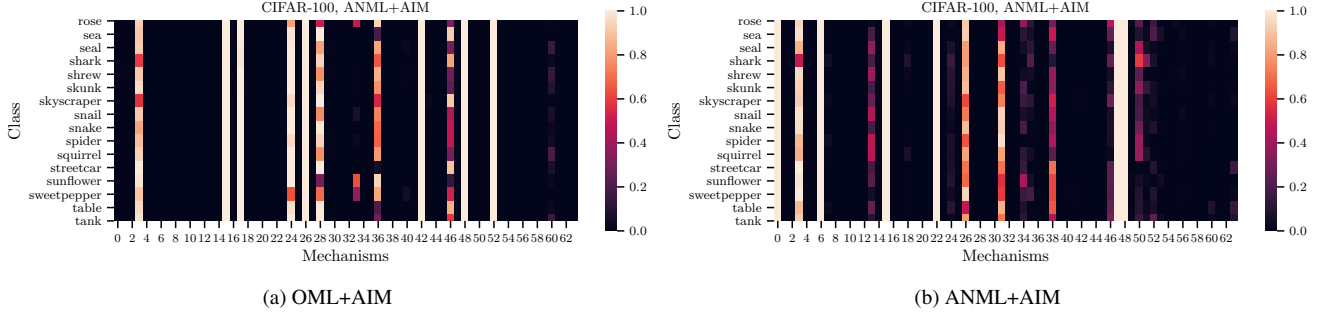 CIFAR-100, ANML+AIM
Class
rose
sea
seal
shark
shrew
skunk
skyscraper
snail
snake
spider
squirrel
streetcar
sunflower
sweetpepper
table
tank
0 2 4 6 8 10 12 14 16 18 20 22 24 26 28 30 32 34 36 38 40 42 44 46 48 50 52 54 56 58 60 62
Mechanisms
1.0
0.8
0.6
0.4
0.2
0.0
(a) OML+AIM
CIFAR-100, ANML+AIM
Class
rose
sea
seal
shark
shrew
skunk
skyscraper
snail
snake
spider
squirrel
streetcar
sunflower
sweetpepper
table
tank
0 2 4 6 8 10 12 14 16 18 20 22 24 26 28 30 32 34 36 38 40 42 44 46 48 50 52 54 56 58 60 62
Mechanisms
1.0
0.8
0.6
0.4
0.2
0.0
(b) ANML+AIM